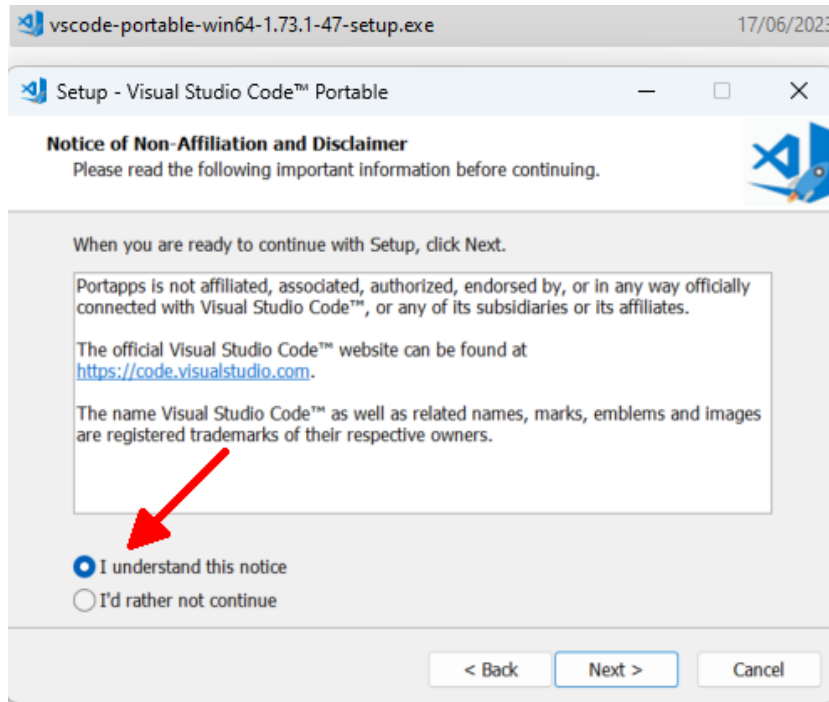 vscode-portable-win64-1.73.1-47-setup.exe 17/06/2023
Setup - Visual Studio Code™ Portable
Notice of Non-Affiliation and Disclaimer
Please read the following important information before continuing.
When you are ready to continue with Setup, click Next.
Portapps is not affiliated, associated, authorized, endorsed by, or in any way officially
connected with Visual Studio Code™, or any of its subsidiaries or its affiliates.
The official Visual Studio Code™ website can be found at
https://code.visualstudio.com.
The name Visual Studio Code™ as well as related names, marks, emblems and images
are registered trademarks of their respective owners.
I understand this notice
I'd rather not continue
< Back Next > Cancel